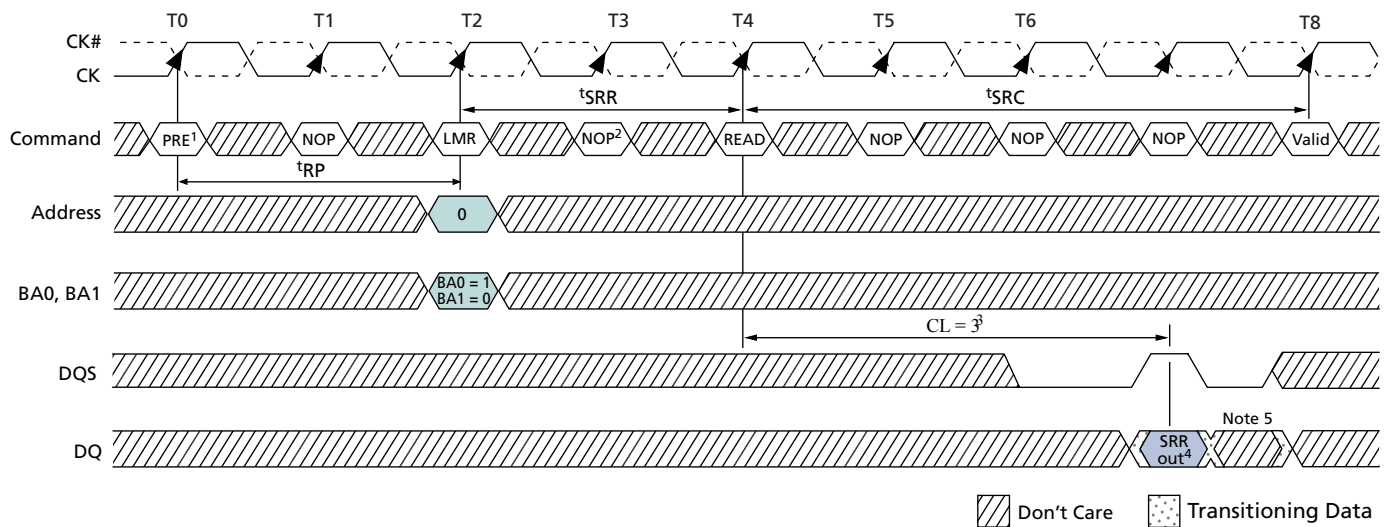 T0 T1 T2 T3 T4 T5 T6 T8
CK#
CK
tSRR tSRC
Command PRE1 NOP LMR NOP2 READ NOP NOP NOP Valid
tRP
Address 0
BA0, BA1 BA0 = 1
BA1 = 0
CL = 33
DQS
Note 5
DQ SRR
out4
Don't Care Transitioning Data